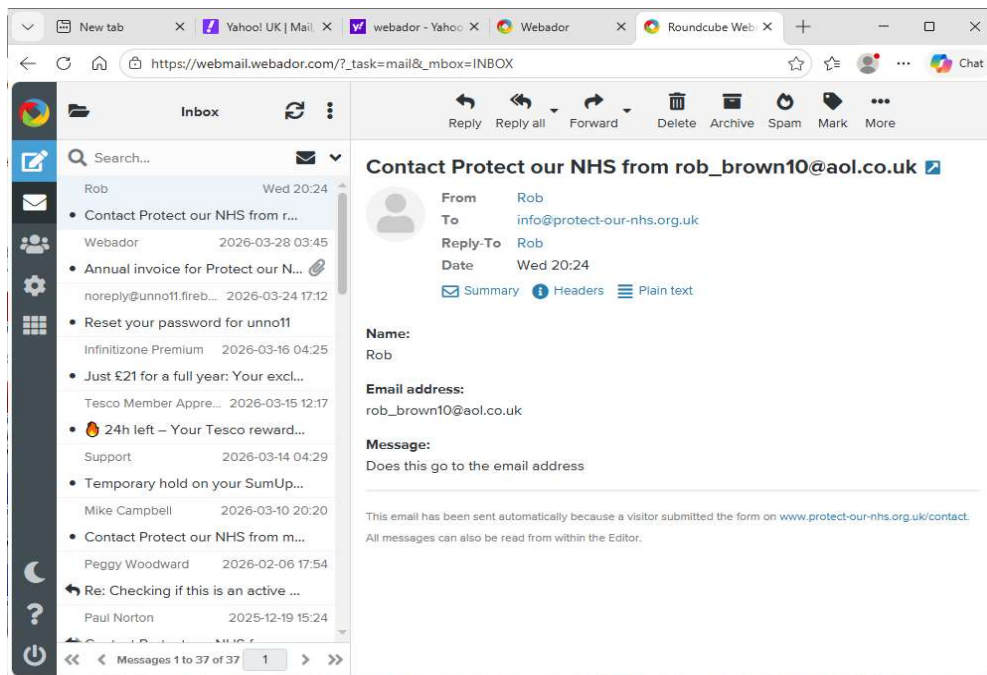 New tab
Yahoo! UK | Mail,
webador - Yahoo
Webador
Roundcube Web
https://webmail.webador.com/?_task=mail&_mbox=INBOX
Chat
Inbox
Reply
Reply all
Forward
Delete
Archive
Spam
Mark
More
Search...
Rob Wed 20:24
Contact Protect our NHS from r...
Webador 2026-03-28 03:45
Annual invoice for Protect our N...
noreply@unno11.fireb... 2026-03-24 17:12
Reset your password for unno11
Infinitizone Premium 2026-03-16 04:25
Just £21 for a full year: Your excl...
Tesco Member Appre... 2026-03-15 12:17
🔥 24h left – Your Tesco reward...
Support 2026-03-14 04:29
Temporary hold on your SumUp...
Mike Campbell 2026-03-10 20:20
Contact Protect our NHS from m...
Peggy Woodward 2026-02-06 17:54
Re: Checking if this is an active ...
Paul Norton 2025-12-19 15:24
Messages 1 to 37 of 37 1
Contact Protect our NHS from rob_brown10@aol.co.uk
From Rob
To info@protect-our-nhs.org.uk
Reply-To Rob
Date Wed 20:24
Summary Headers Plain text
Name:
Rob
Email address:
rob_brown10@aol.co.uk
Message:
Does this go to the email address
This email has been sent automatically because a visitor submitted the form on www.protect-our-nhs.org.uk/contact.
All messages can also be read from within the Editor.